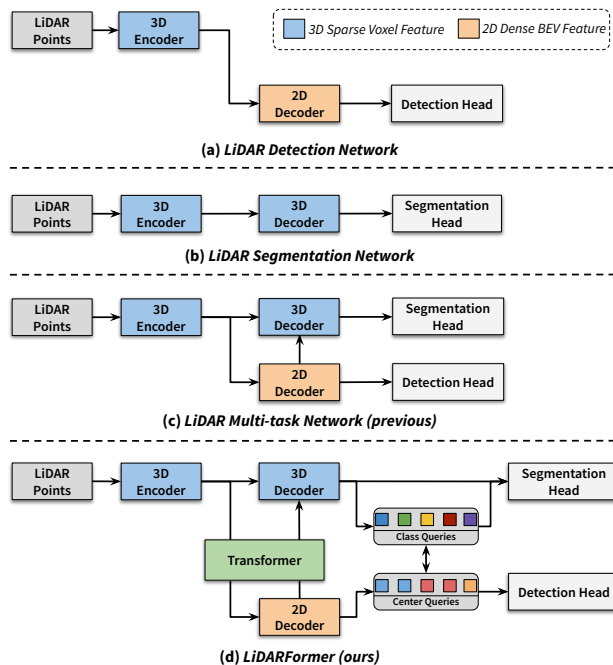 LiDAR
Points
3D
Encoder
3D Sparse Voxel Feature
2D Dense BEV Feature
2D
Decoder
Detection Head
(a) LiDAR Detection Network
LiDAR
Points
3D
Encoder
3D
Decoder
Segmentation
Head
(b) LiDAR Segmentation Network
LiDAR
Points
3D
Encoder
3D
Decoder
Segmentation
Head
2D
Decoder
Detection Head
(c) LiDAR Multi-task Network (previous)
LiDAR
Points
3D
Encoder
3D
Decoder
Segmentation
Head
Class Queries
Transformer
Center Queries
2D
Decoder
Detection Head
(d) LiDARFormer (ours)